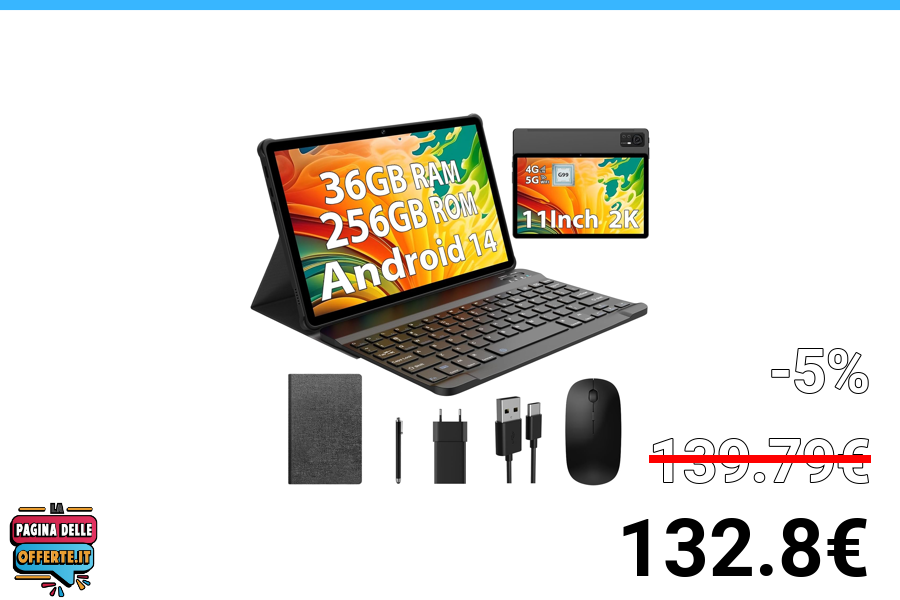 36GB RAM
256GB ROM
Android 14
4G
5G
G99
11Inch 2K
-5%
139.79€
132.8€
LA
PAGINA DELLE
OFFERTE.IT